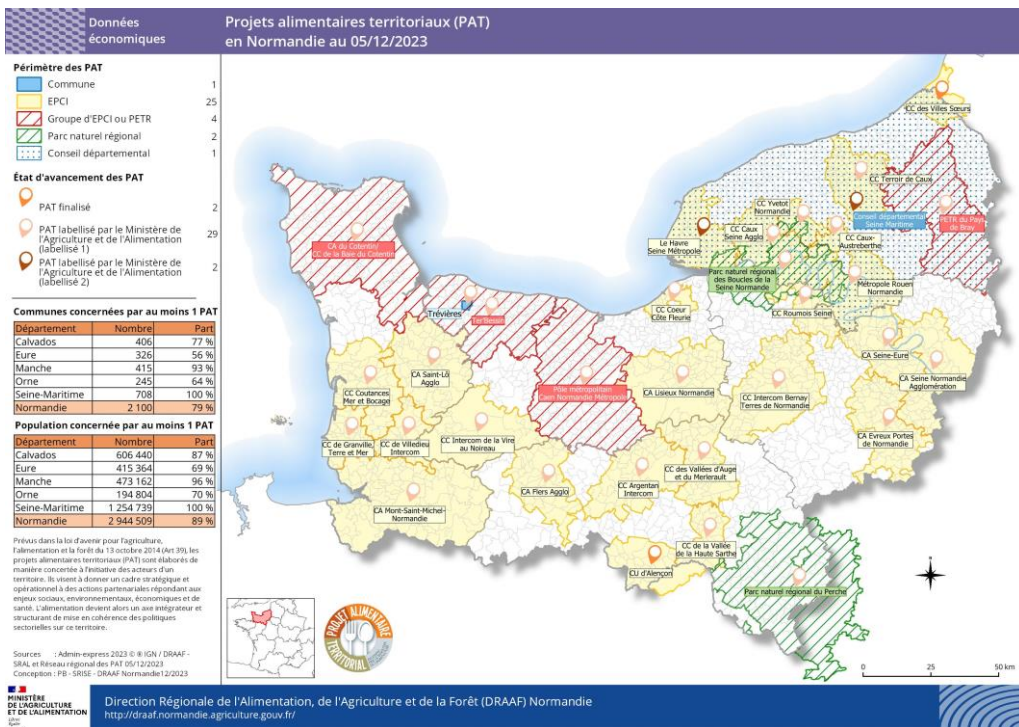 Données
économiques
Projets alimentaires territoriaux (PAT)
en Normandie au 05/12/2023
Périmètre des PAT
Commune 1
EPCI 25
Groupe d'EPCI ou PETR 4
Parc naturel régional 2
Conseil départemental 1
État d'avancement des PAT
PAT finalisé 2
PAT labellisé par le Ministère de
l'Agriculture et de l'Alimentation
(labellisé 1) 29
PAT labellisé par le Ministère de
l'Agriculture et de l'Alimentation
(labellisé 2) 2
Communes concernées par au moins 1 PAT
Département Nombre Part
Calvados 406 77 %
Eure 326 56 %
Manche 415 93 %
Orne 245 64 %
Seine-Maritime 708 100 %
Normandie 2 100 79 %
Population concernée par au moins 1 PAT
Département Nombre Part
Calvados 606 440 87 %
Eure 415 364 69 %
Manche 473 162 96 %
Orne 194 804 70 %
Seine-Maritime 1 254 739 100 %
Normandie 2 944 509 89 %
Prévus dans la loi d'avenir pour l'agriculture,
l'alimentation et la forêt du 13 octobre 2014 (Art 39), les
projets alimentaires territoriaux (PAT) sont élaborés de
manière concertée à l'initiative des acteurs d'un
territoire. Ils visent à donner un cadre stratégique et
opérationnel à des actions partenariales répondant aux
enjeux sociaux, environnementaux, économiques et de
santé. L'alimentation devient alors un axe intégrateur et
structurant de mise en cohérence des politiques
sectorielles sur ce territoire.
Sources : Admin-express 2023 © ® IGN / DRAAF -
SRAL et Réseau régional des PAT 05/12/2023
Conception : PB - SRISE - DRAAF Normandie12/2023
CC des Villes Sœurs
CC Terroir de Caux
CC Yvetot
Normandie
Conseil départemental
Seine Maritime
PETR du Pays
de Bray
CC Caux
Seine Agglo
CC Caux-
Austreberthe
Le Havre
Seine Métropole
Parc naturel régional
des Boucles de la
Seine Normande
Métropole Rouen
Normandie
CC Roumois Seine
CA du Cotentin/
CC de la Baie du Cotentin
Trévières
Ter'Bessin
CC Coeur
Côte Fleurie
CA Seine-Eure
CA Saint-Lô
Agglo
CA Seine Normandie
Agglomération
CC Coutances
Mer et Bocage
Pôle métropolitain
Caen Normandie Métropole
CA Lisieux Normandie
CC Intercom Bernay
Terres de Normandie
CA Evreux Portes
de Normandie
CC de Granville,
Terre et Mer
CC de Villedieu
Intercom
CC Intercom de la Vire
au Noireau
CC des Vallées d'Auge
et du Merlerault
CA Flers Agglo
CC Argentan
Intercom
CA Mont-Saint-Michel-
Normandie
CC de la Vallée
de la Haute Sarthe
CU d'Alençon
Parc naturel régional du Perche
PROJET ALIMENTAIRE
TERRITORIAL
0 25 50 km
MINISTÈRE
DE L'AGRICULTURE
ET DE L'ALIMENTATION
Direction Régionale de l'Alimentation, de l'Agriculture et de la Forêt (DRAAF) Normandie
http://draaf.normandie.agriculture.gouv.fr/